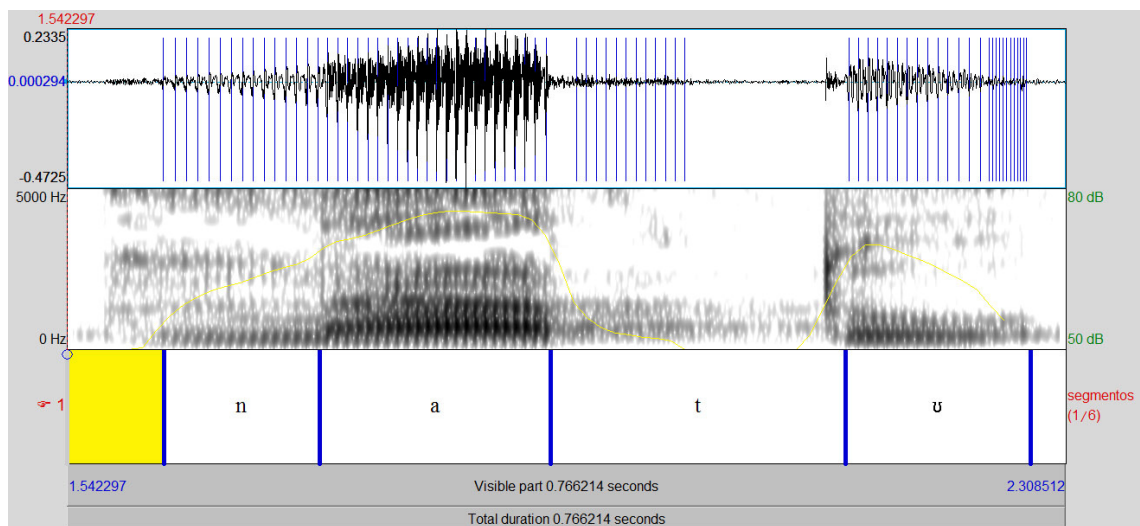 1.542297
0.2335
0.000294
-0.4725
5000 Hz 80 dB
0 Hz 50 dB
1 n a t ʊ segmentos
(1/6)
1.542297 Visible part 0.766214 seconds 2.308512
Total duration 0.766214 seconds